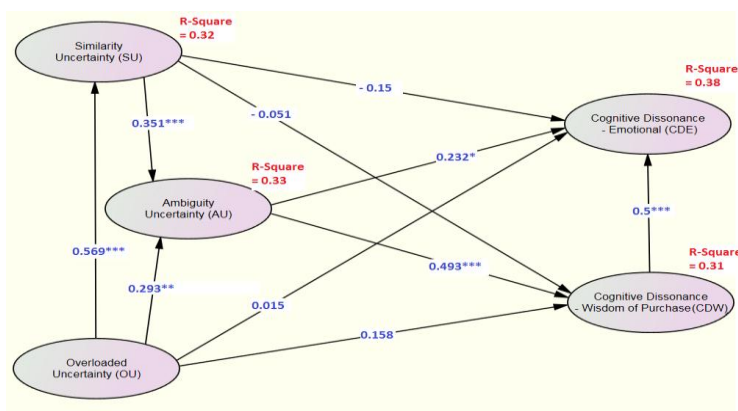 R-Square
= 0.32
Similarity
Uncertainty (SU)
R-Square
= 0.38
- 0.15
Cognitive Dissonance
- Emotional (CDE)
0.351***
- 0.051
R-Square
= 0.33
0.232*
Ambiguity
Uncertainty (AU)
0.5***
0.569***
R-Square
= 0.31
0.493***
0.293**
Cognitive Dissonance
- Wisdom of Purchase(CDW)
0.015
0.158
Overloaded
Uncertainty (OU)